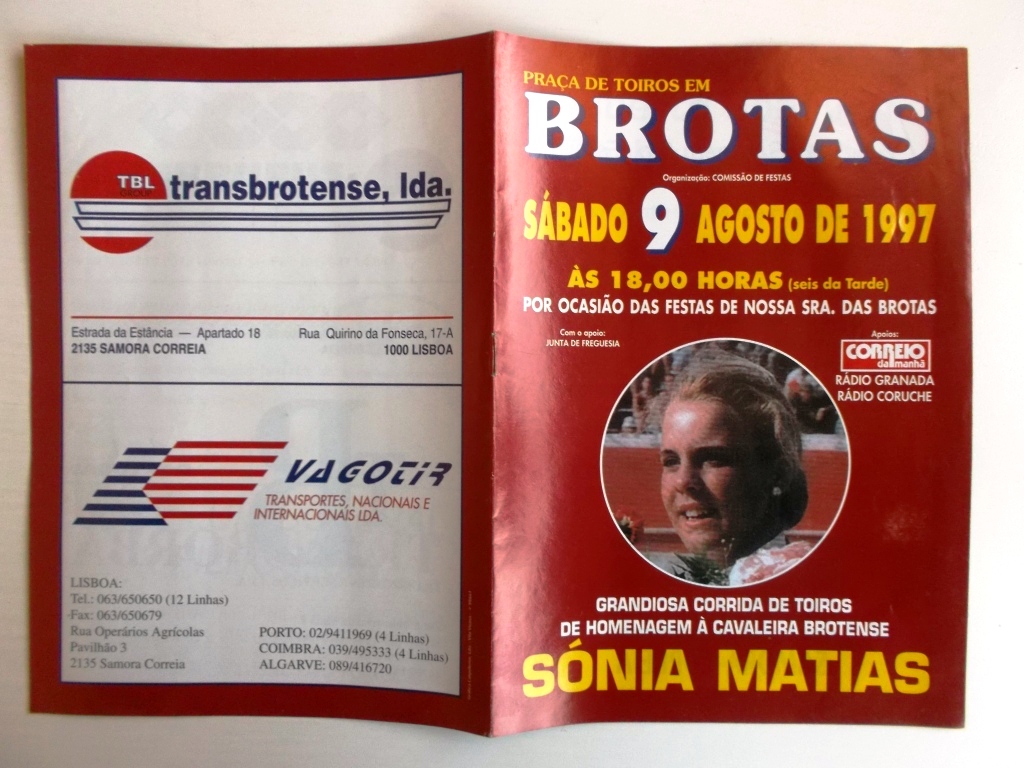 TBL
GROUP
transbrotense, lda.
Estrada da Estância — Apartado 18
2135 SAMORA CORREIA
Rua Quirino da Fonseca, 17-A
1000 LISBOA
VAGOTIR
TRANSPORTES, NACIONAIS E
INTERNACIONAIS LDA.
LISBOA:
Tel.: 063/650650 (12 Linhas)
Fax: 063/650679
Rua Operários Agrícolas
Pavilhão 3
2135 Samora Correia
PORTO: 02/9411969 (4 Linhas)
COIMBRA: 039/495333 (4 Linhas)
ALGARVE: 089/416720
PRAÇA DE TOIROS EM
BROTAS
Organização: COMISSÃO DE FESTAS
SÁBADO 9 AGOSTO DE 1997
ÀS 18,00 HORAS (seis da Tarde)
POR OCASIÃO DAS FESTAS DE NOSSA SRA. DAS BROTAS
Com o apoio:
JUNTA DE FREGUESIA
Apoios:
CORREIO
da manhã
RÁDIO GRANADA
RÁDIO CORUCHE
GRANDIOSA CORRIDA DE TOIROS
DE HOMENAGEM À CAVALEIRA BROTENSE
SÓNIA MATIAS